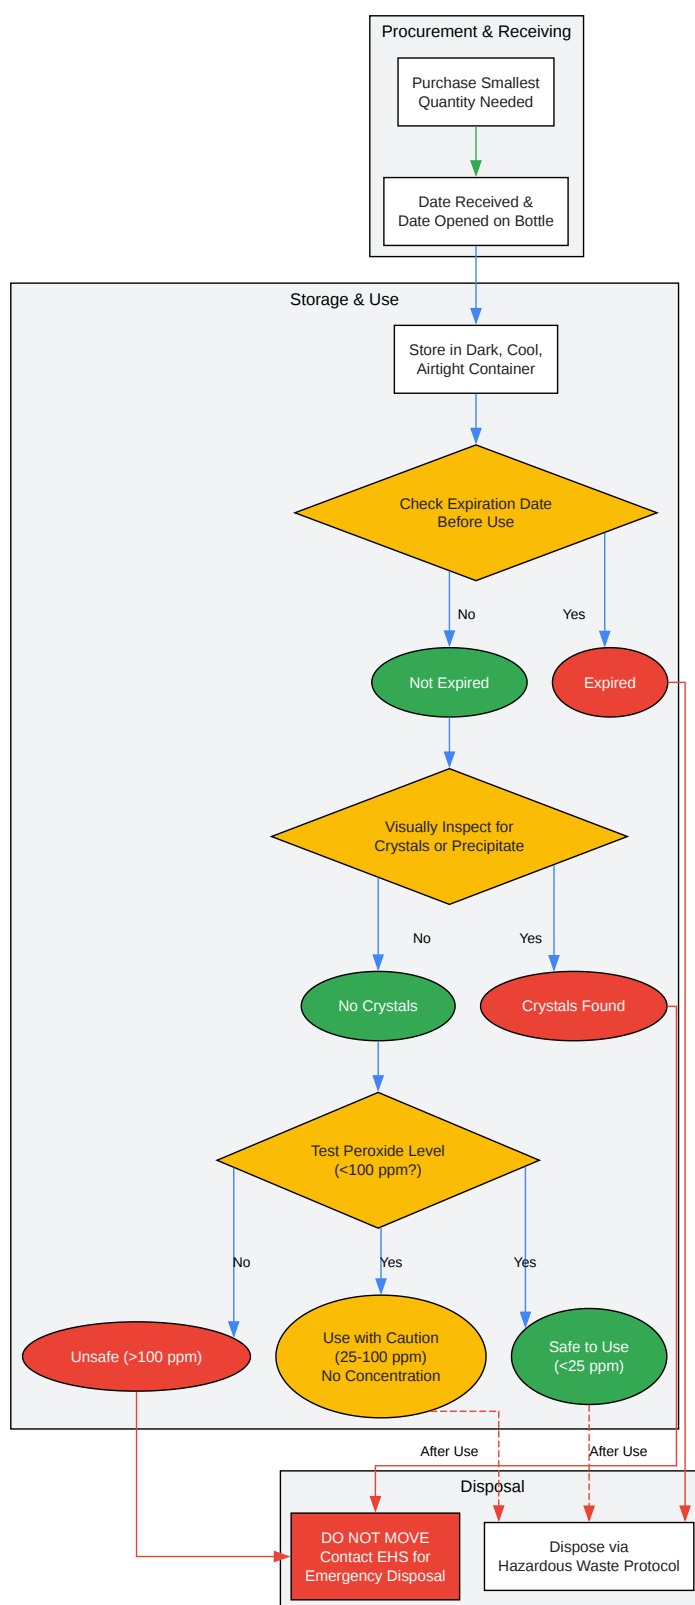 Procurement & Receiving
Purchase Smallest
Quantity Needed
Date Received &
Date Opened on Bottle
Storage & Use
Store in Dark, Cool,
Airtight Container
Check Expiration Date
Before Use
No
Yes
Not Expired
Expired
Visually Inspect for
Crystals or Precipitate
No
Yes
No Crystals
Crystals Found
Test Peroxide Level
(<100 ppm?)
No
Yes
Yes
Unsafe (>100 ppm)
Use with Caution
(25-100 ppm)
No Concentration
Safe to Use
(<25 ppm)
After Use
After Use
Disposal
DO NOT MOVE
Contact EHS for
Emergency Disposal
Dispose via
Hazardous Waste Protocol